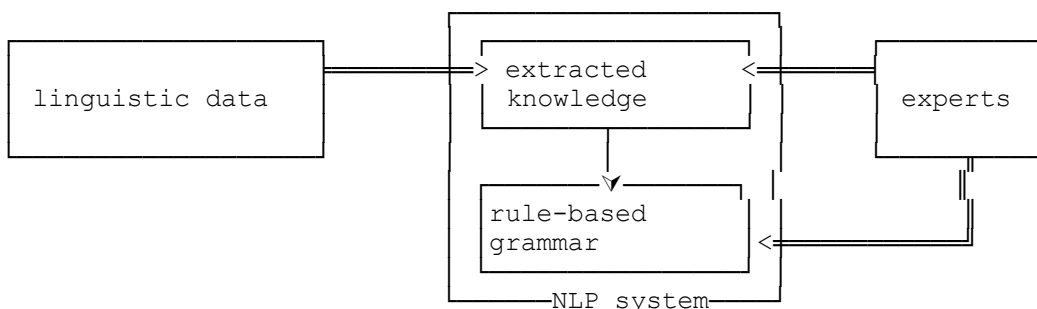 extracted
knowledge
linguistic data
experts
rule-based
grammar
NLP system